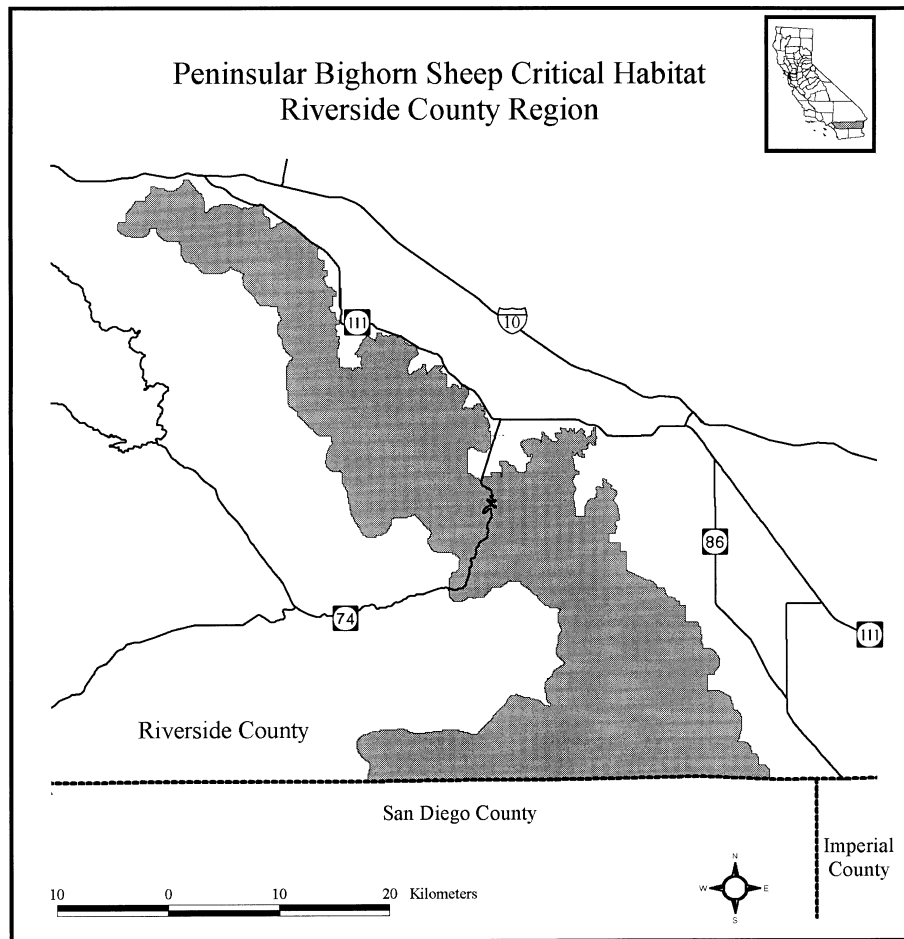 Peninsular Bighorn Sheep Critical Habitat
Riverside County Region
111
10
86
111
74
Riverside County
San Diego County
Imperial
County
10 0 10 20 Kilometers
N
W E
S